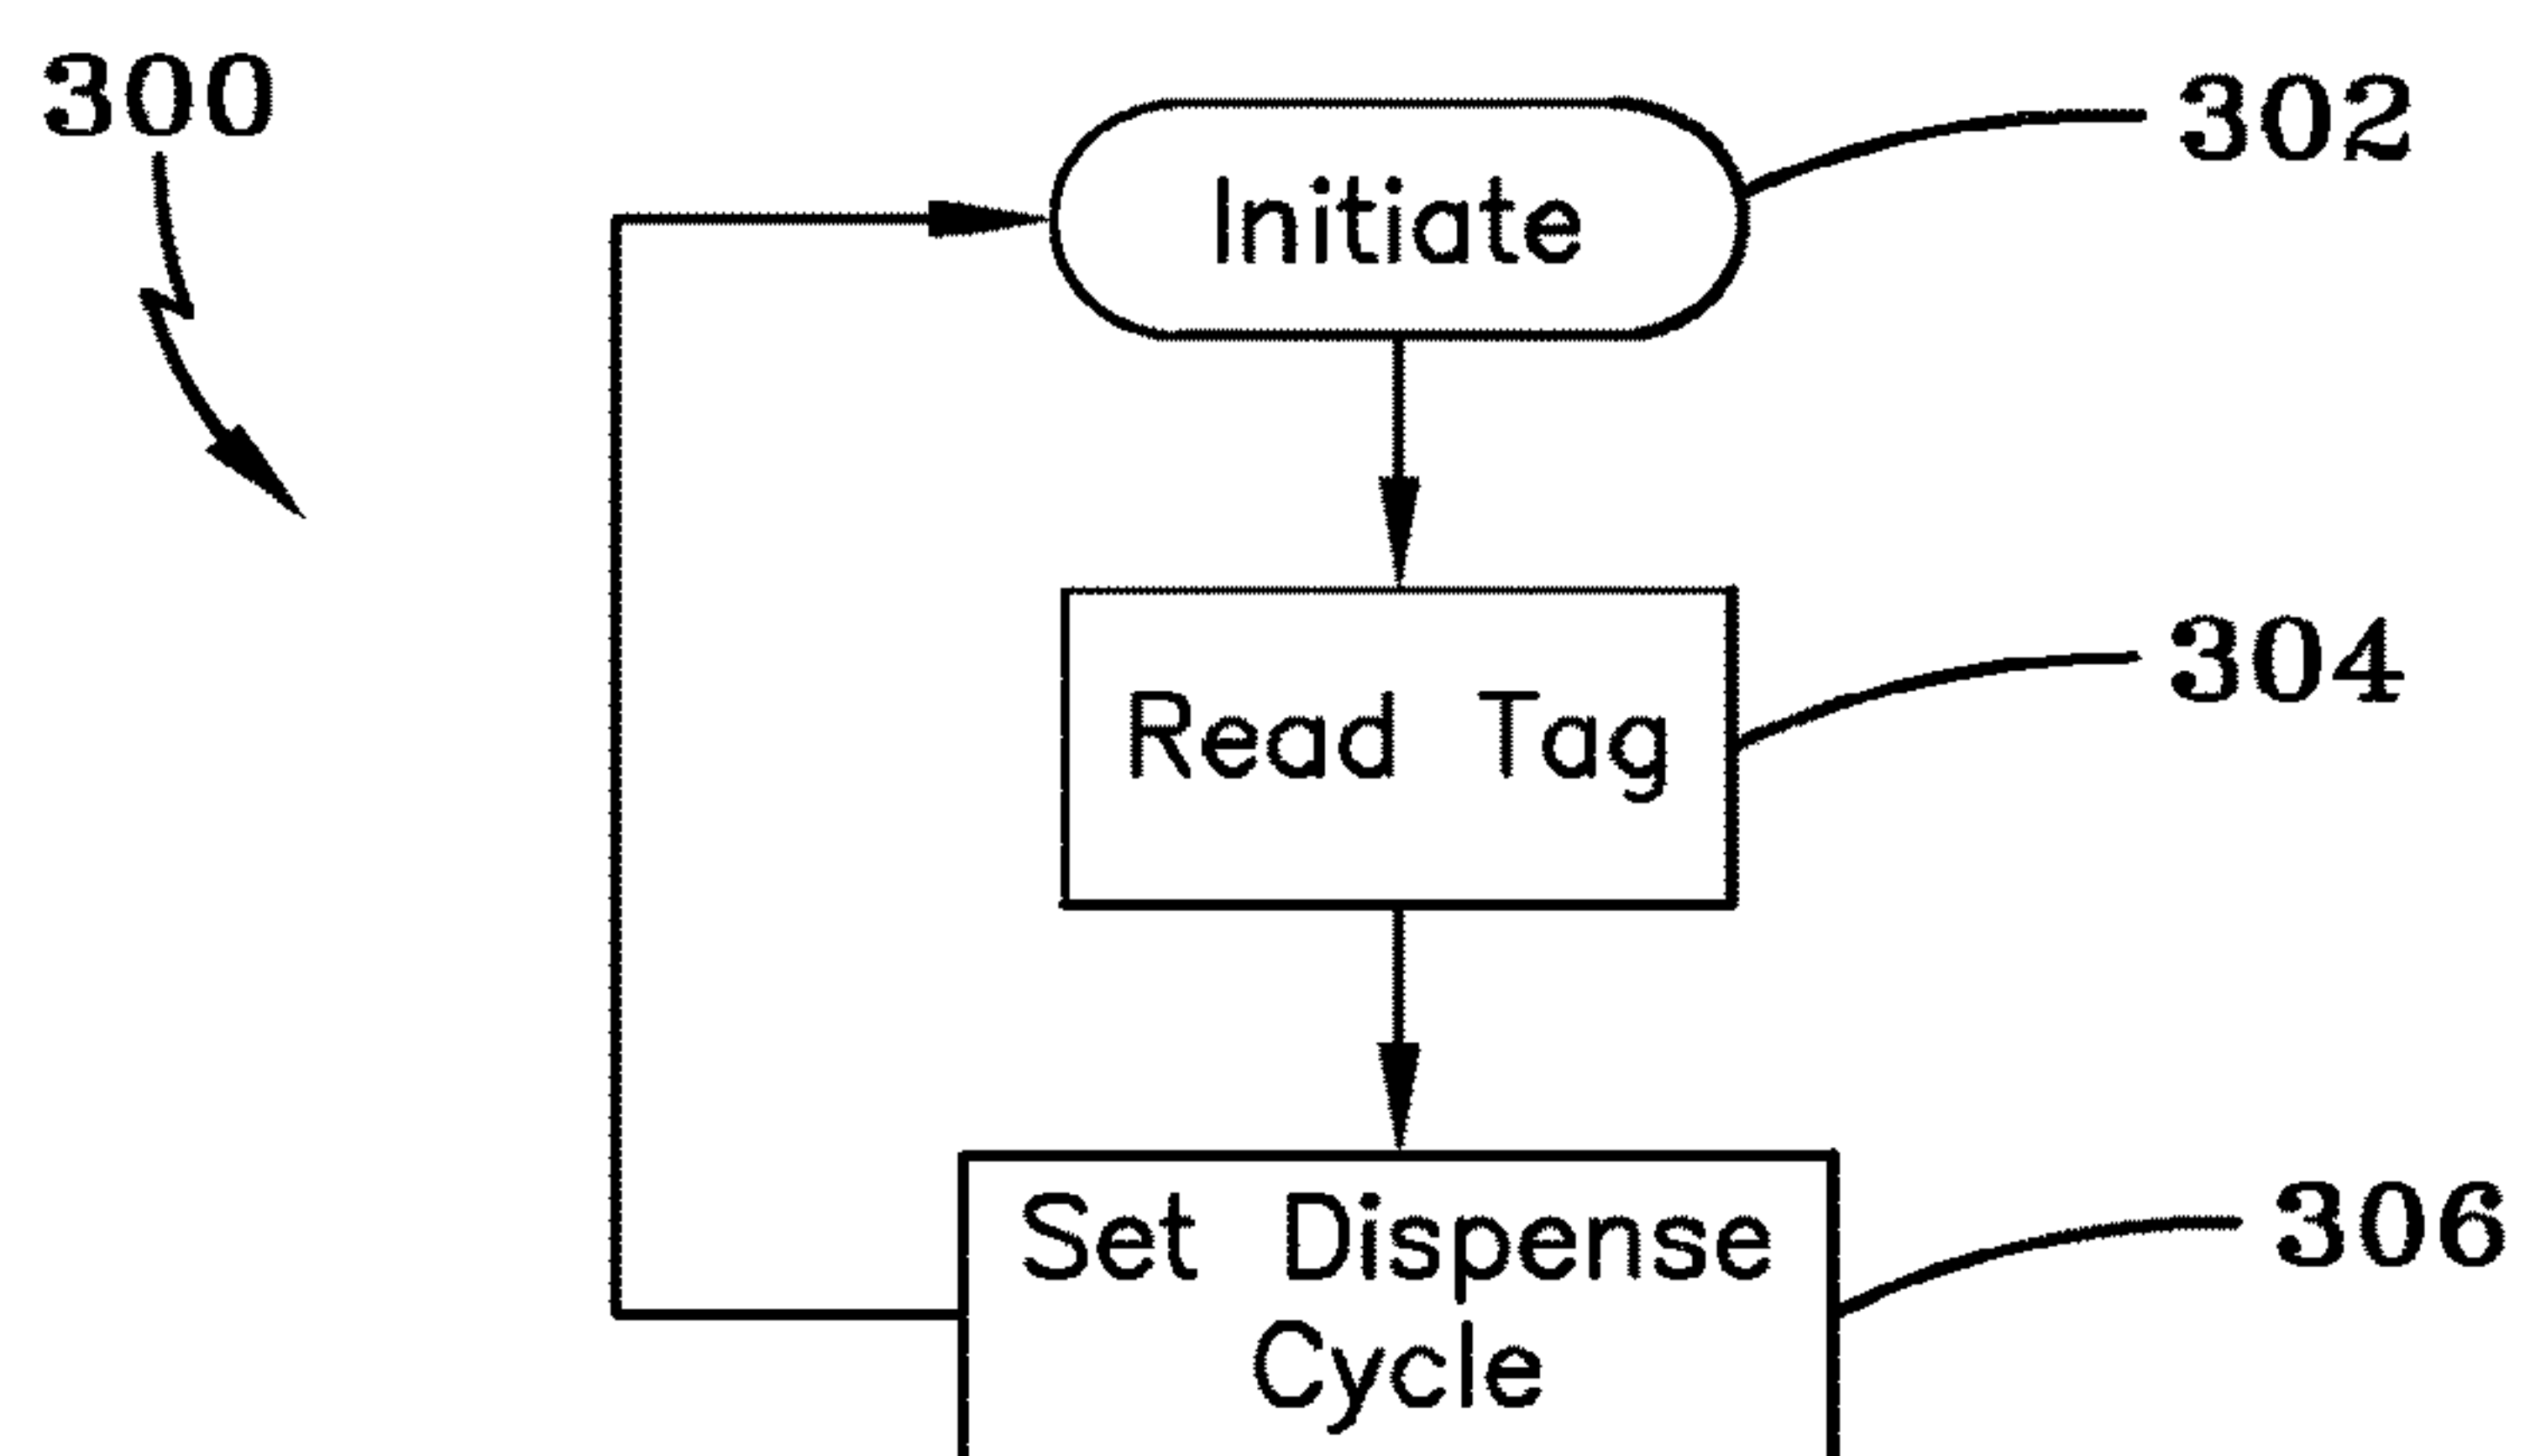 300
302
Initiate
304
Read Tag
306
Set Dispense
Cycle